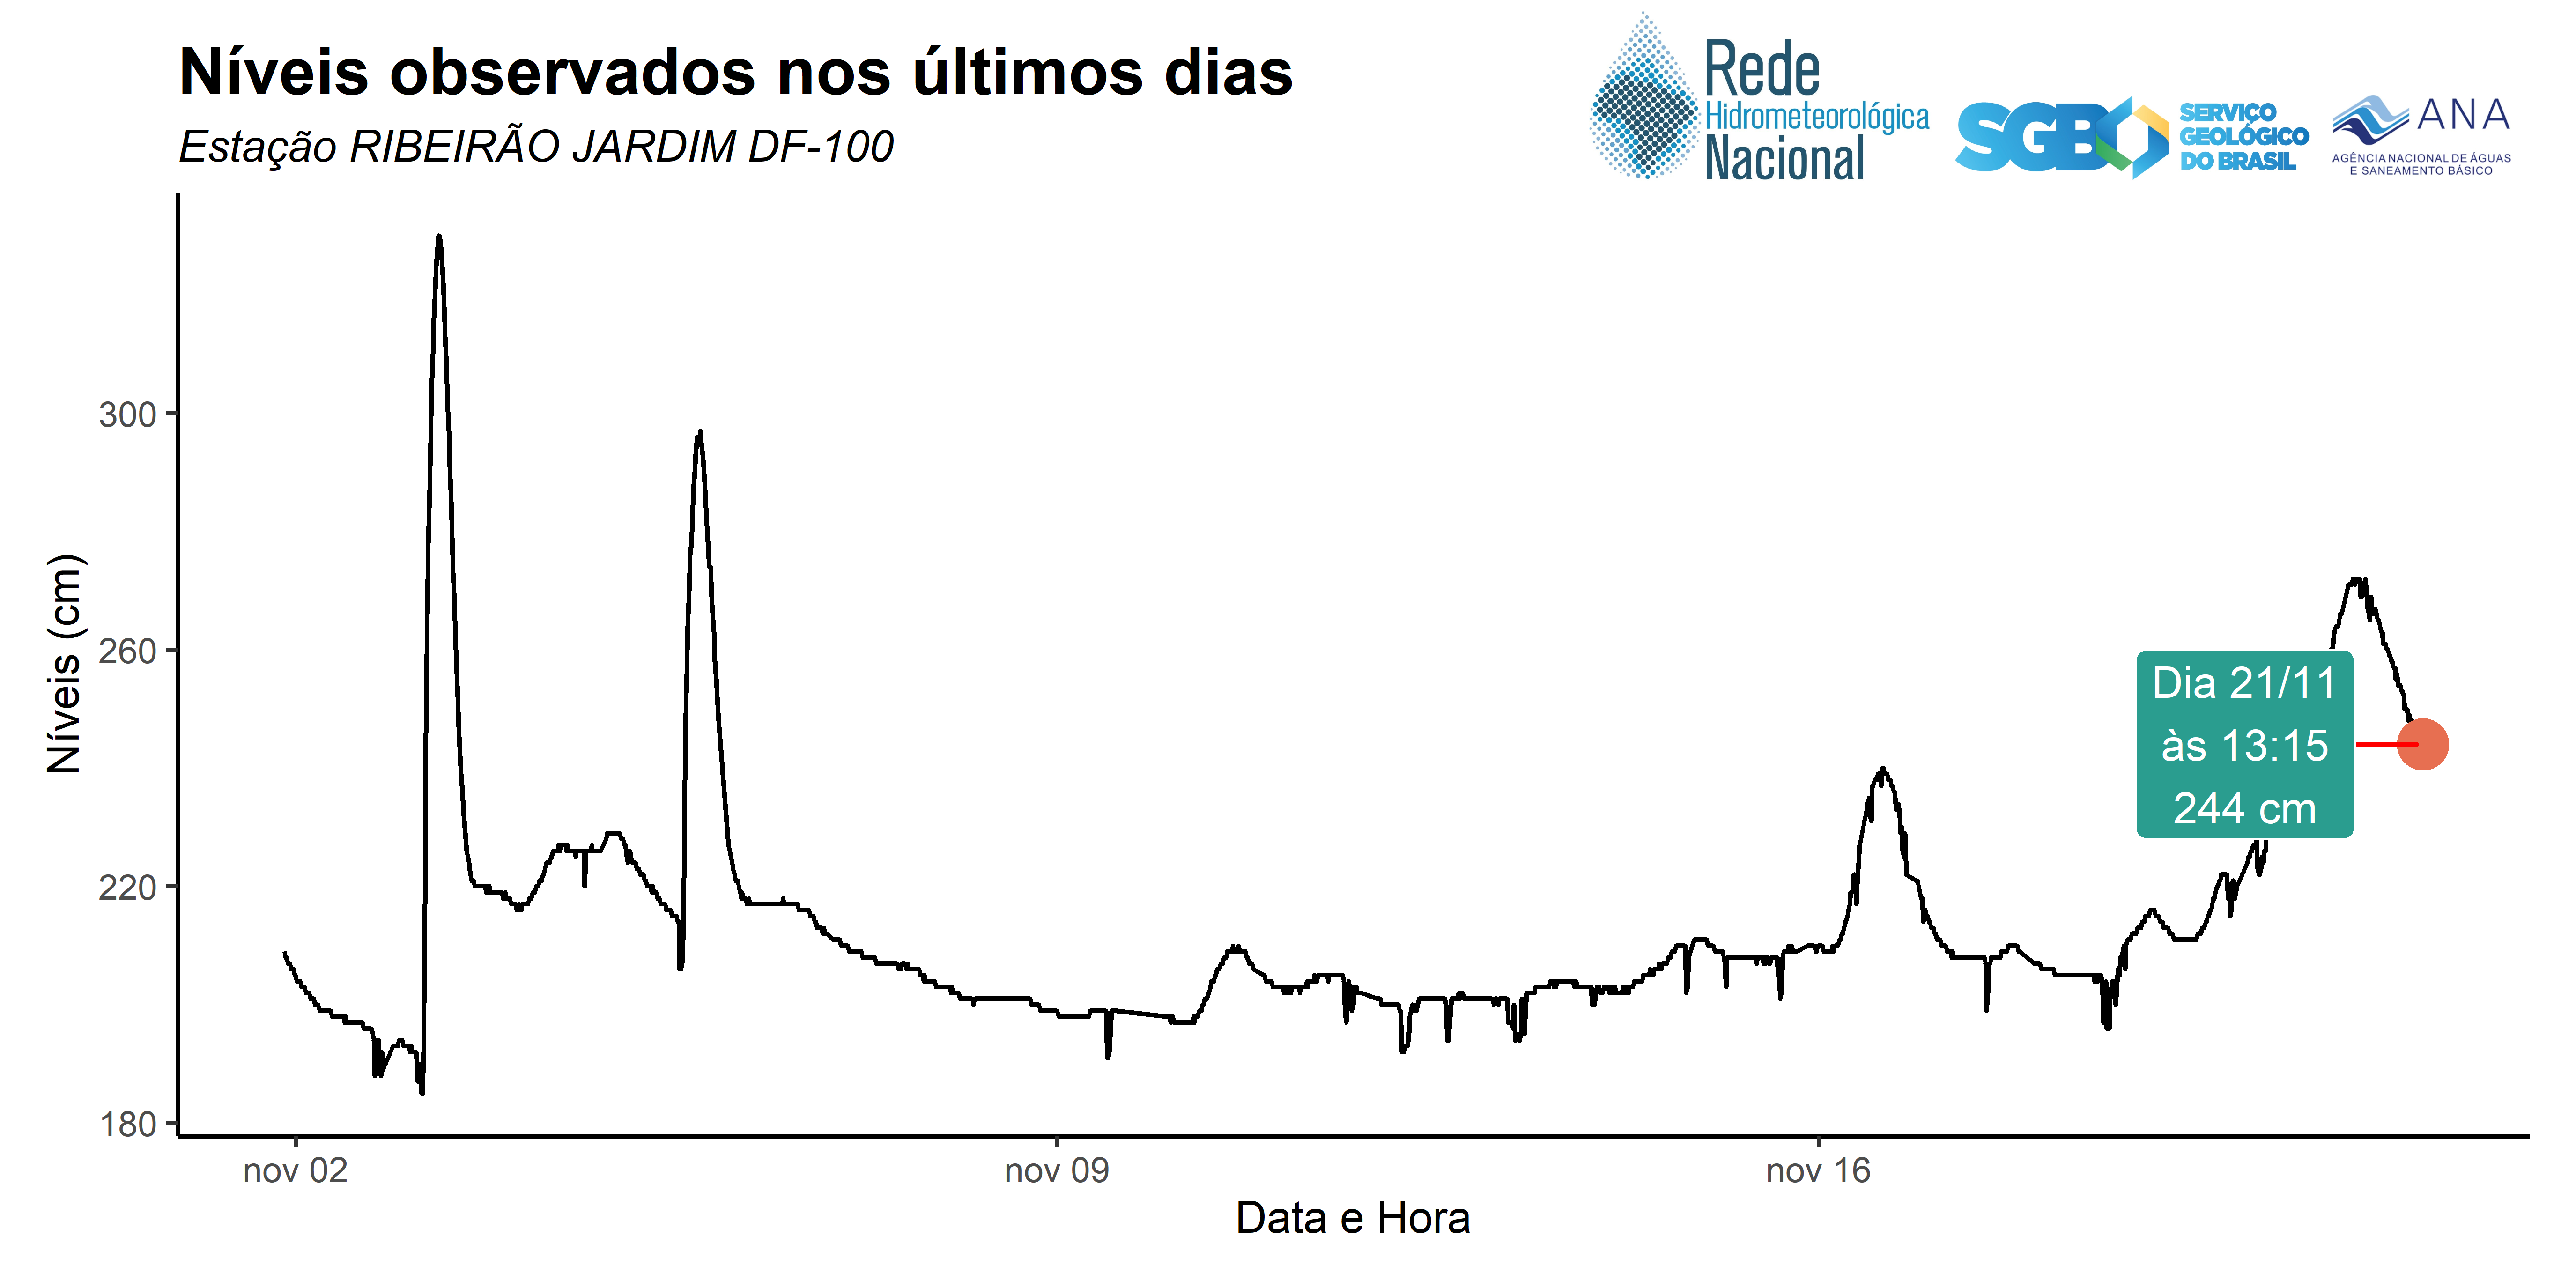 Níveis observados nos últimos dias
Estação RIBEIRÃO JARDIM DF-100
Rede
Hidrometeorológica
Nacional
SGB
SERVIÇO
GEOLÓGICO
DO BRASIL
ANA
AGÊNCIA NACIONAL DE ÁGUAS
E SANEAMENTO BÁSICO
Níveis (cm)
300
260
220
180
Dia 21/11
às 13:15
244 cm
nov 02
nov 09
nov 16
Data e Hora